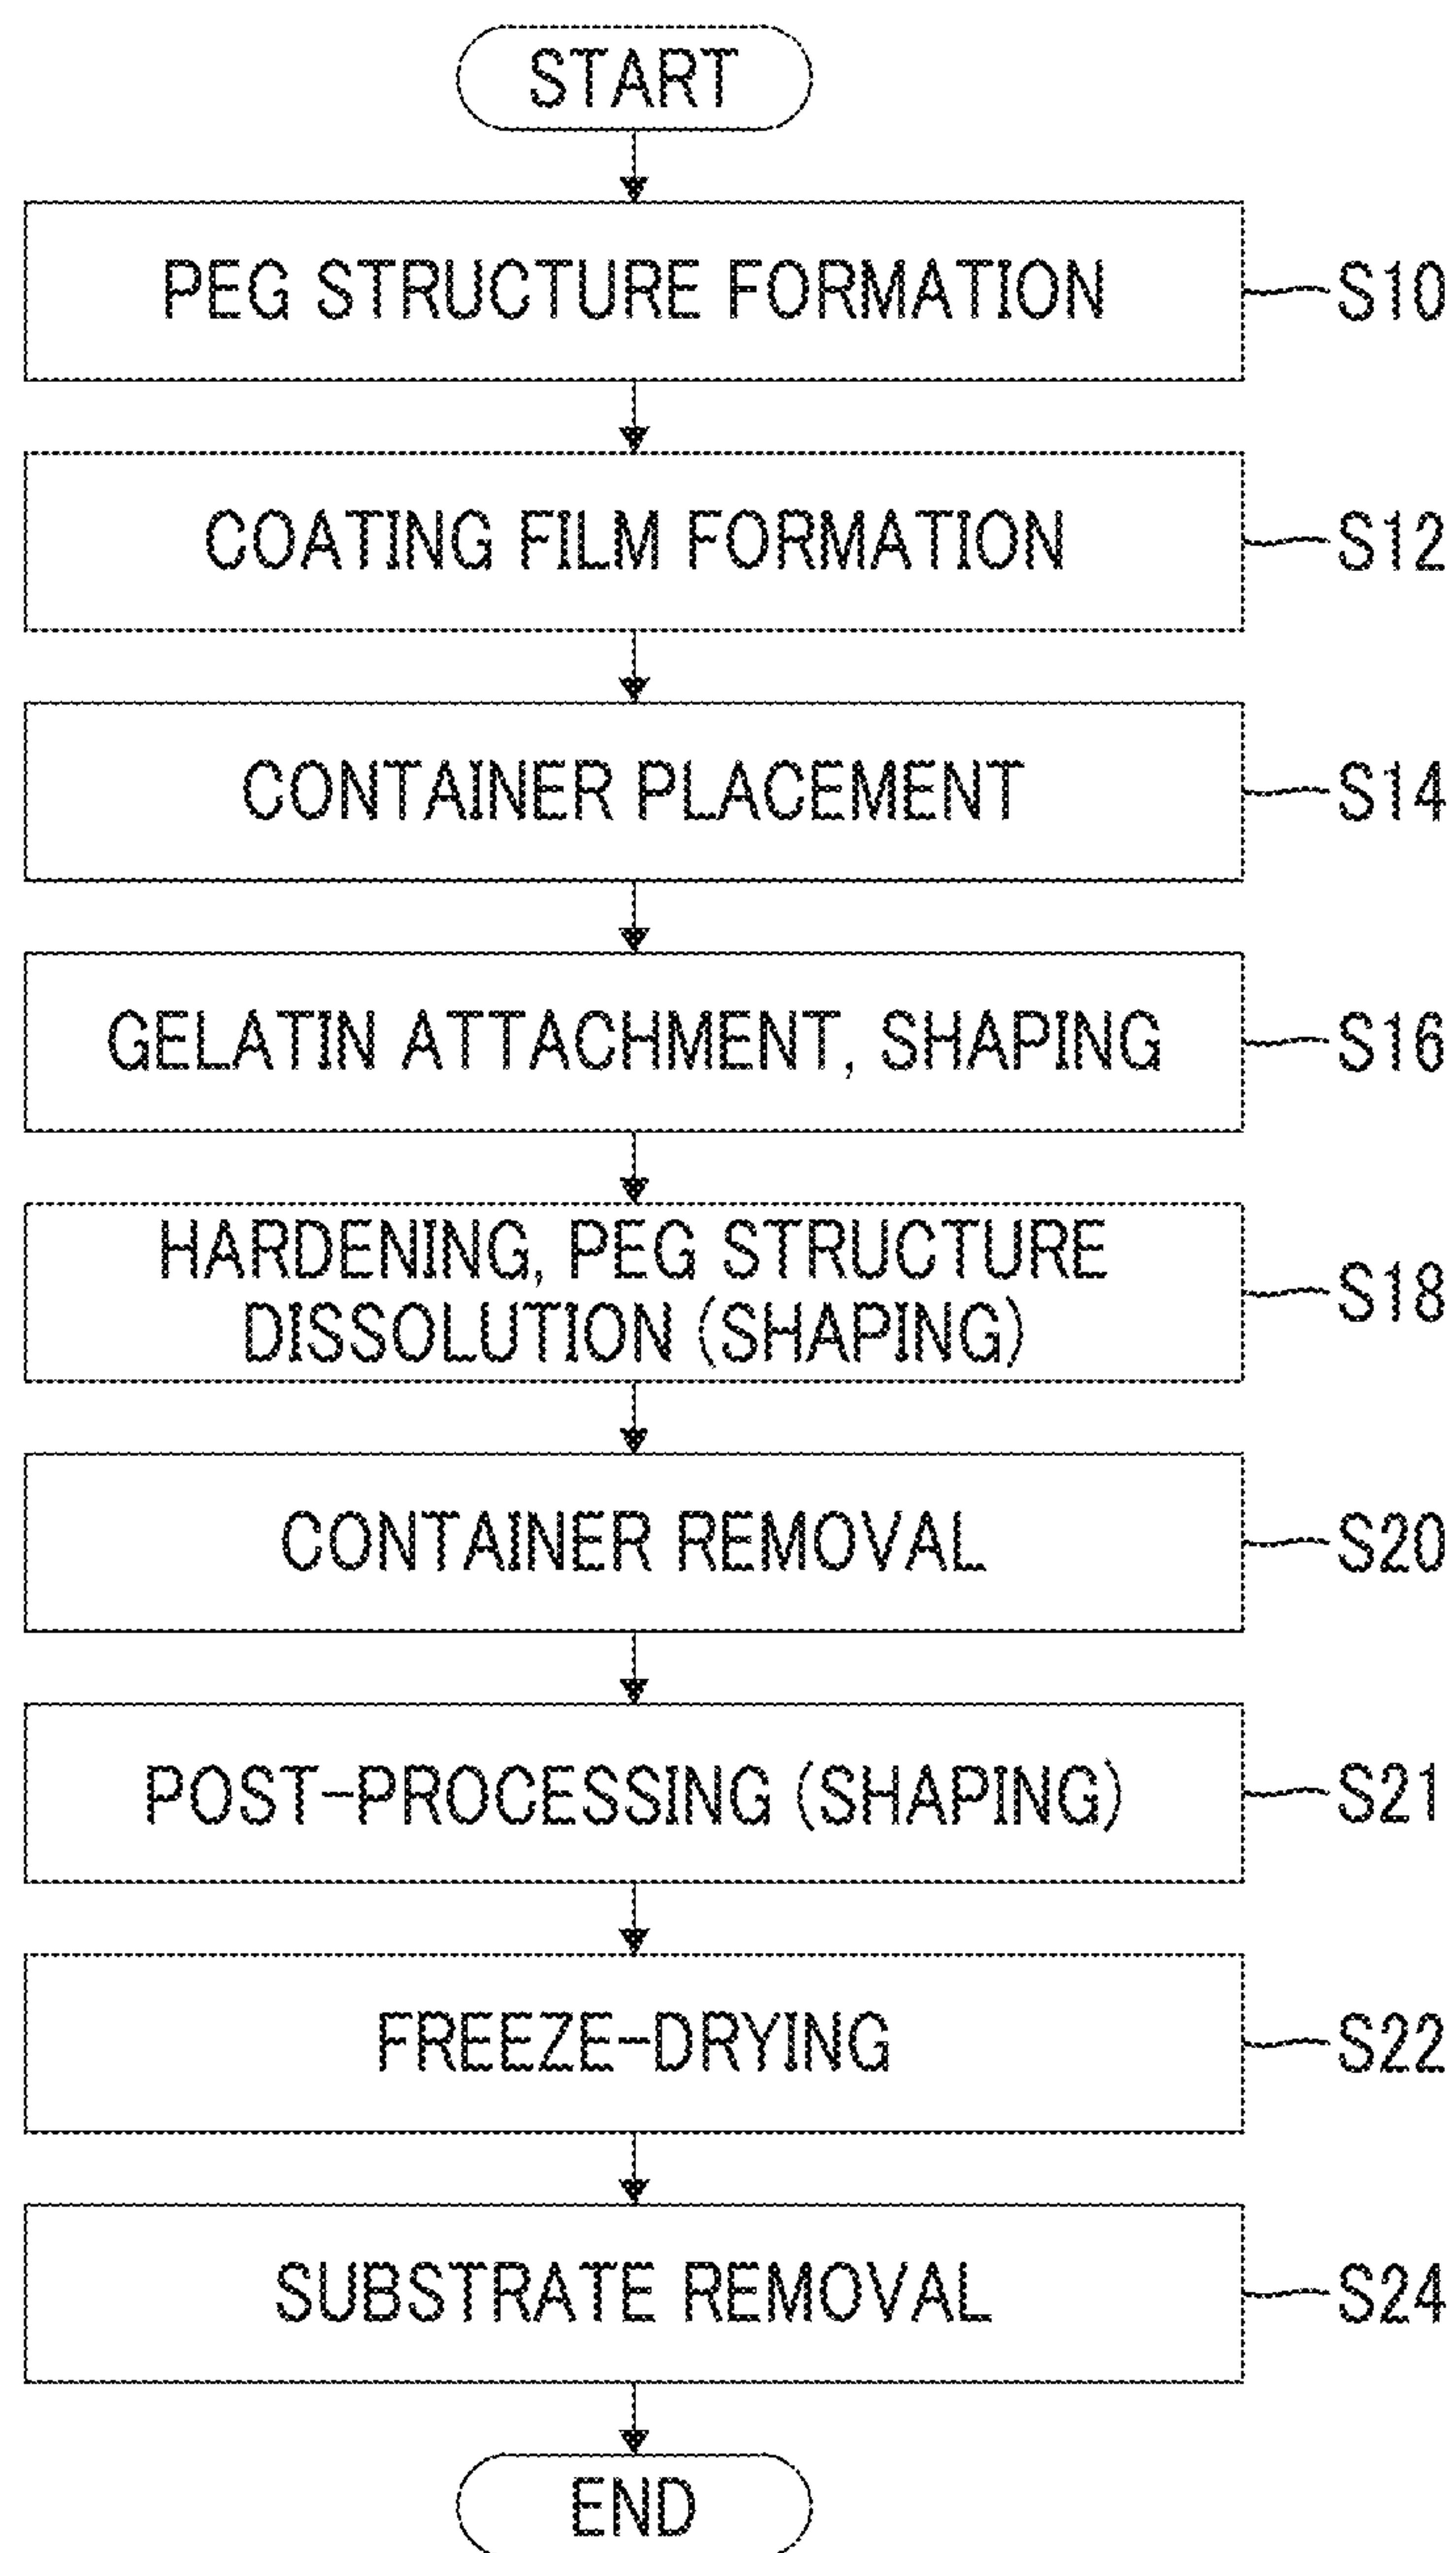 START
PEG STRUCTURE FORMATION
S10
COATING FILM FORMATION
S12
CONTAINER PLACEMENT
S14
GELATIN ATTACHMENT, SHAPING
S16
HARDENING, PEG STRUCTURE
DISSOLUTION (SHAPING)
S18
CONTAINER REMOVAL
S20
POST-PROCESSING (SHAPING)
S21
FREEZE-DRYING
S22
SUBSTRATE REMOVAL
S24
END